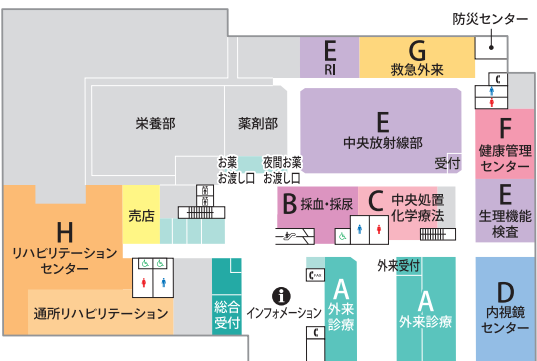 防災センター
E
RI
G
救急外来
栄養部
薬剤部
E
中央放射線部
受付
F
健康管理
センター
お薬
お渡し口
夜間お薬
お渡し口
E
生理機能
検査
H
リハビリテーション
センター
売店
B 採血・採尿
C 中央処置
化学療法
通所リハビリテーション
総合
受付
i
インフォメーション
C FAX
C
C
A
外来
診療
外来受付
A
外来診療
D
内視鏡
センター